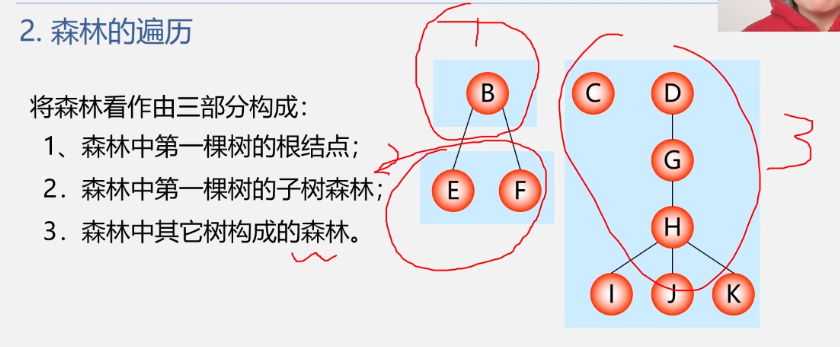 2. 森林的遍历
将森林看作由三部分构成：
1、森林中第一棵树的根结点；
2．森林中第一棵树的子树森林；
3．森林中其它树构成的森林。
1
B
C
D
G
E
F
H
I
J
K
3